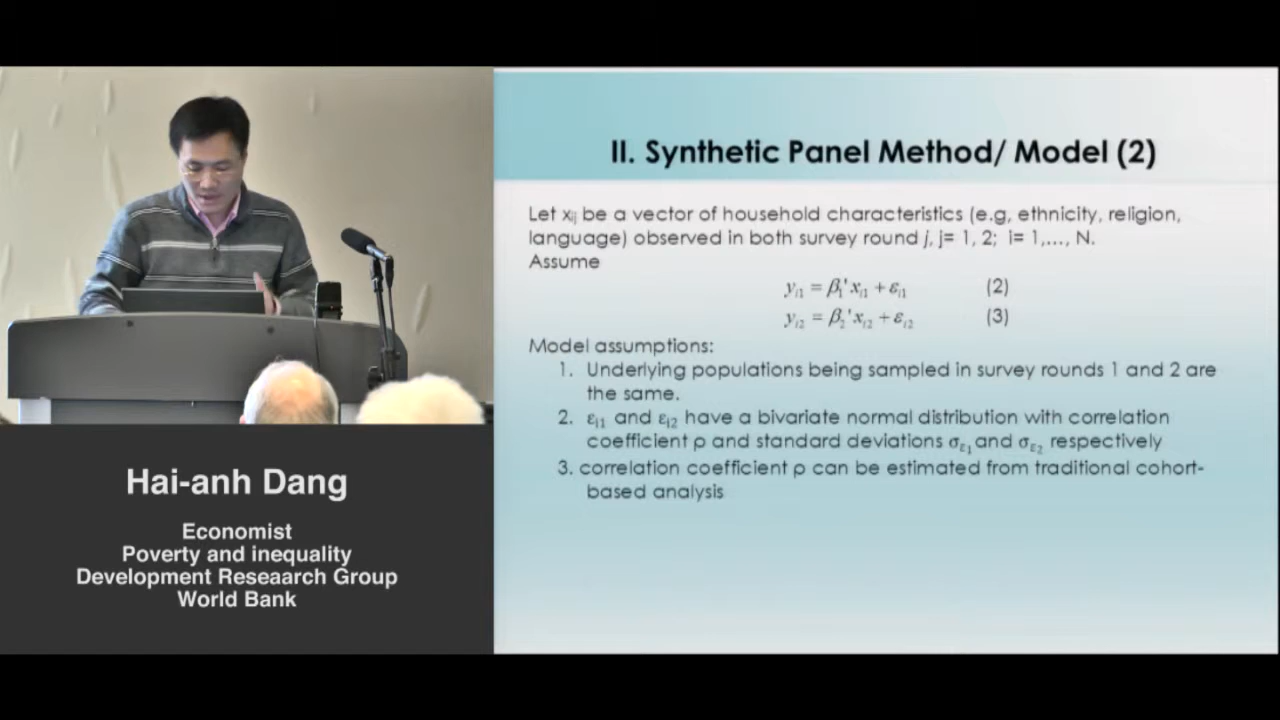 II. Synthetic Panel Method/ Model (2)
Let xᵢⱼ be a vector of household characteristics (e.g, ethnicity, religion,
language) observed in both survey round j, j= 1, 2; i= 1,..., N.
Assume
yᵢ₁ = β₁'xᵢ₁ + εᵢ₁ (2)
yᵢ₂ = β₂'xᵢ₂ + εᵢ₂ (3)
Model assumptions:
1. Underlying populations being sampled in survey rounds 1 and 2 are
the same.
2. εᵢ₁ and εᵢ₂ have a bivariate normal distribution with correlation
coefficient ρ and standard deviations σ_ε₁ and σ_ε₂ respectively
3. correlation coefficient ρ can be estimated from traditional cohort-
based analysis
Hai-anh Dang
Economist
Poverty and inequality
Development Reseaarch Group
World Bank